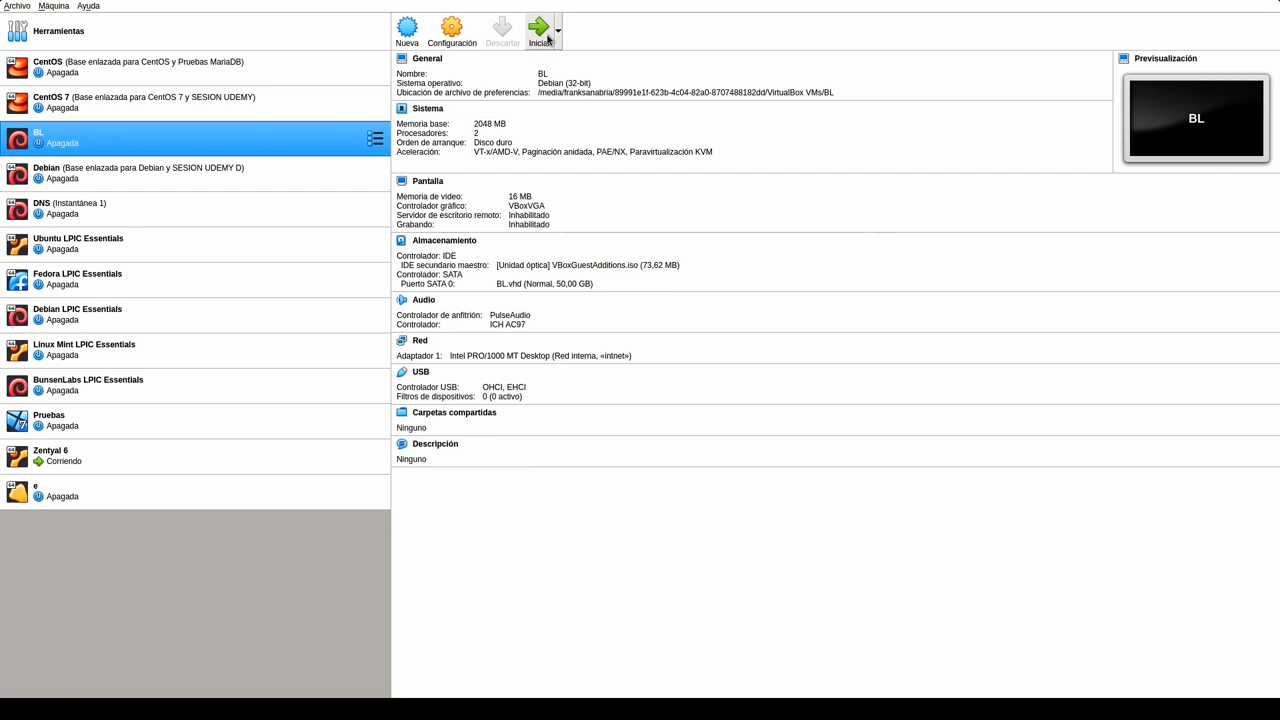 Archivo Máquina Ayuda
Herramientas
Nueva Configuración Descartar Iniciar
CentOS (Base enlazada para CentOS y Pruebas MariaDB)
Apagada
CentOS 7 (Base enlazada para CentOS 7 y SESION UDEMY)
Apagada
BL
Apagada
Debian (Base enlazada para Debian y SESION UDEMY D)
Apagada
DNS (Instantánea 1)
Apagada
Ubuntu LPIC Essentials
Apagada
Fedora LPIC Essentials
Apagada
Debian LPIC Essentials
Apagada
Linux Mint LPIC Essentials
Apagada
BunsenLabs LPIC Essentials
Apagada
Pruebas
Apagada
Zentyal 6
Corriendo
e
Apagada
General
Nombre: BL
Sistema operativo: Debian (32-bit)
Ubicación de archivo de preferencias: /media/franksanabria/89991e1f-623b-4c04-82a0-8707488182dd/VirtualBox VMs/BL
Sistema
Memoria base: 2048 MB
Procesadores: 2
Orden de arranque: Disco duro
Aceleración: VT-x/AMD-V, Paginación anidada, PAE/NX, Paravirtualización KVM
Pantalla
Memoria de vídeo: 16 MB
Controlador gráfico: VBoxVGA
Servidor de escritorio remoto: Inhabilitado
Grabando: Inhabilitado
Almacenamiento
Controlador: IDE
IDE secundario maestro: [Unidad óptica] VBoxGuestAdditions.iso (73,62 MB)
Controlador: SATA
Puerto SATA 0: BL.vhd (Normal, 50,00 GB)
Audio
Controlador de anfitrión: PulseAudio
Controlador: ICH AC97
Red
Adaptador 1: Intel PRO/1000 MT Desktop (Red interna, «intnet»)
USB
Controlador USB: OHCI, EHCI
Filtros de dispositivos: 0 (0 activo)
Carpetas compartidas
Ninguno
Descripción
Ninguno
Previsualización
BL